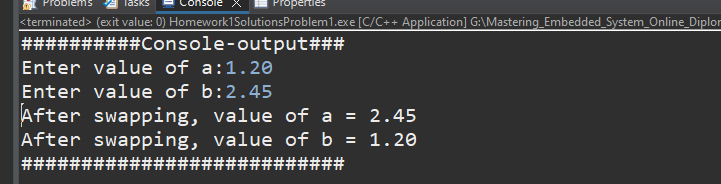 Problems Tasks Console Properties
<terminated> (exit value: 0) Homework1SolutionsProblem1.exe [C/C++ Application] G:\Mastering_Embedded_System_Online_Diplor
##########Console-output###
Enter value of a:1.20
Enter value of b:2.45
After swapping, value of a = 2.45
After swapping, value of b = 1.20
###########################